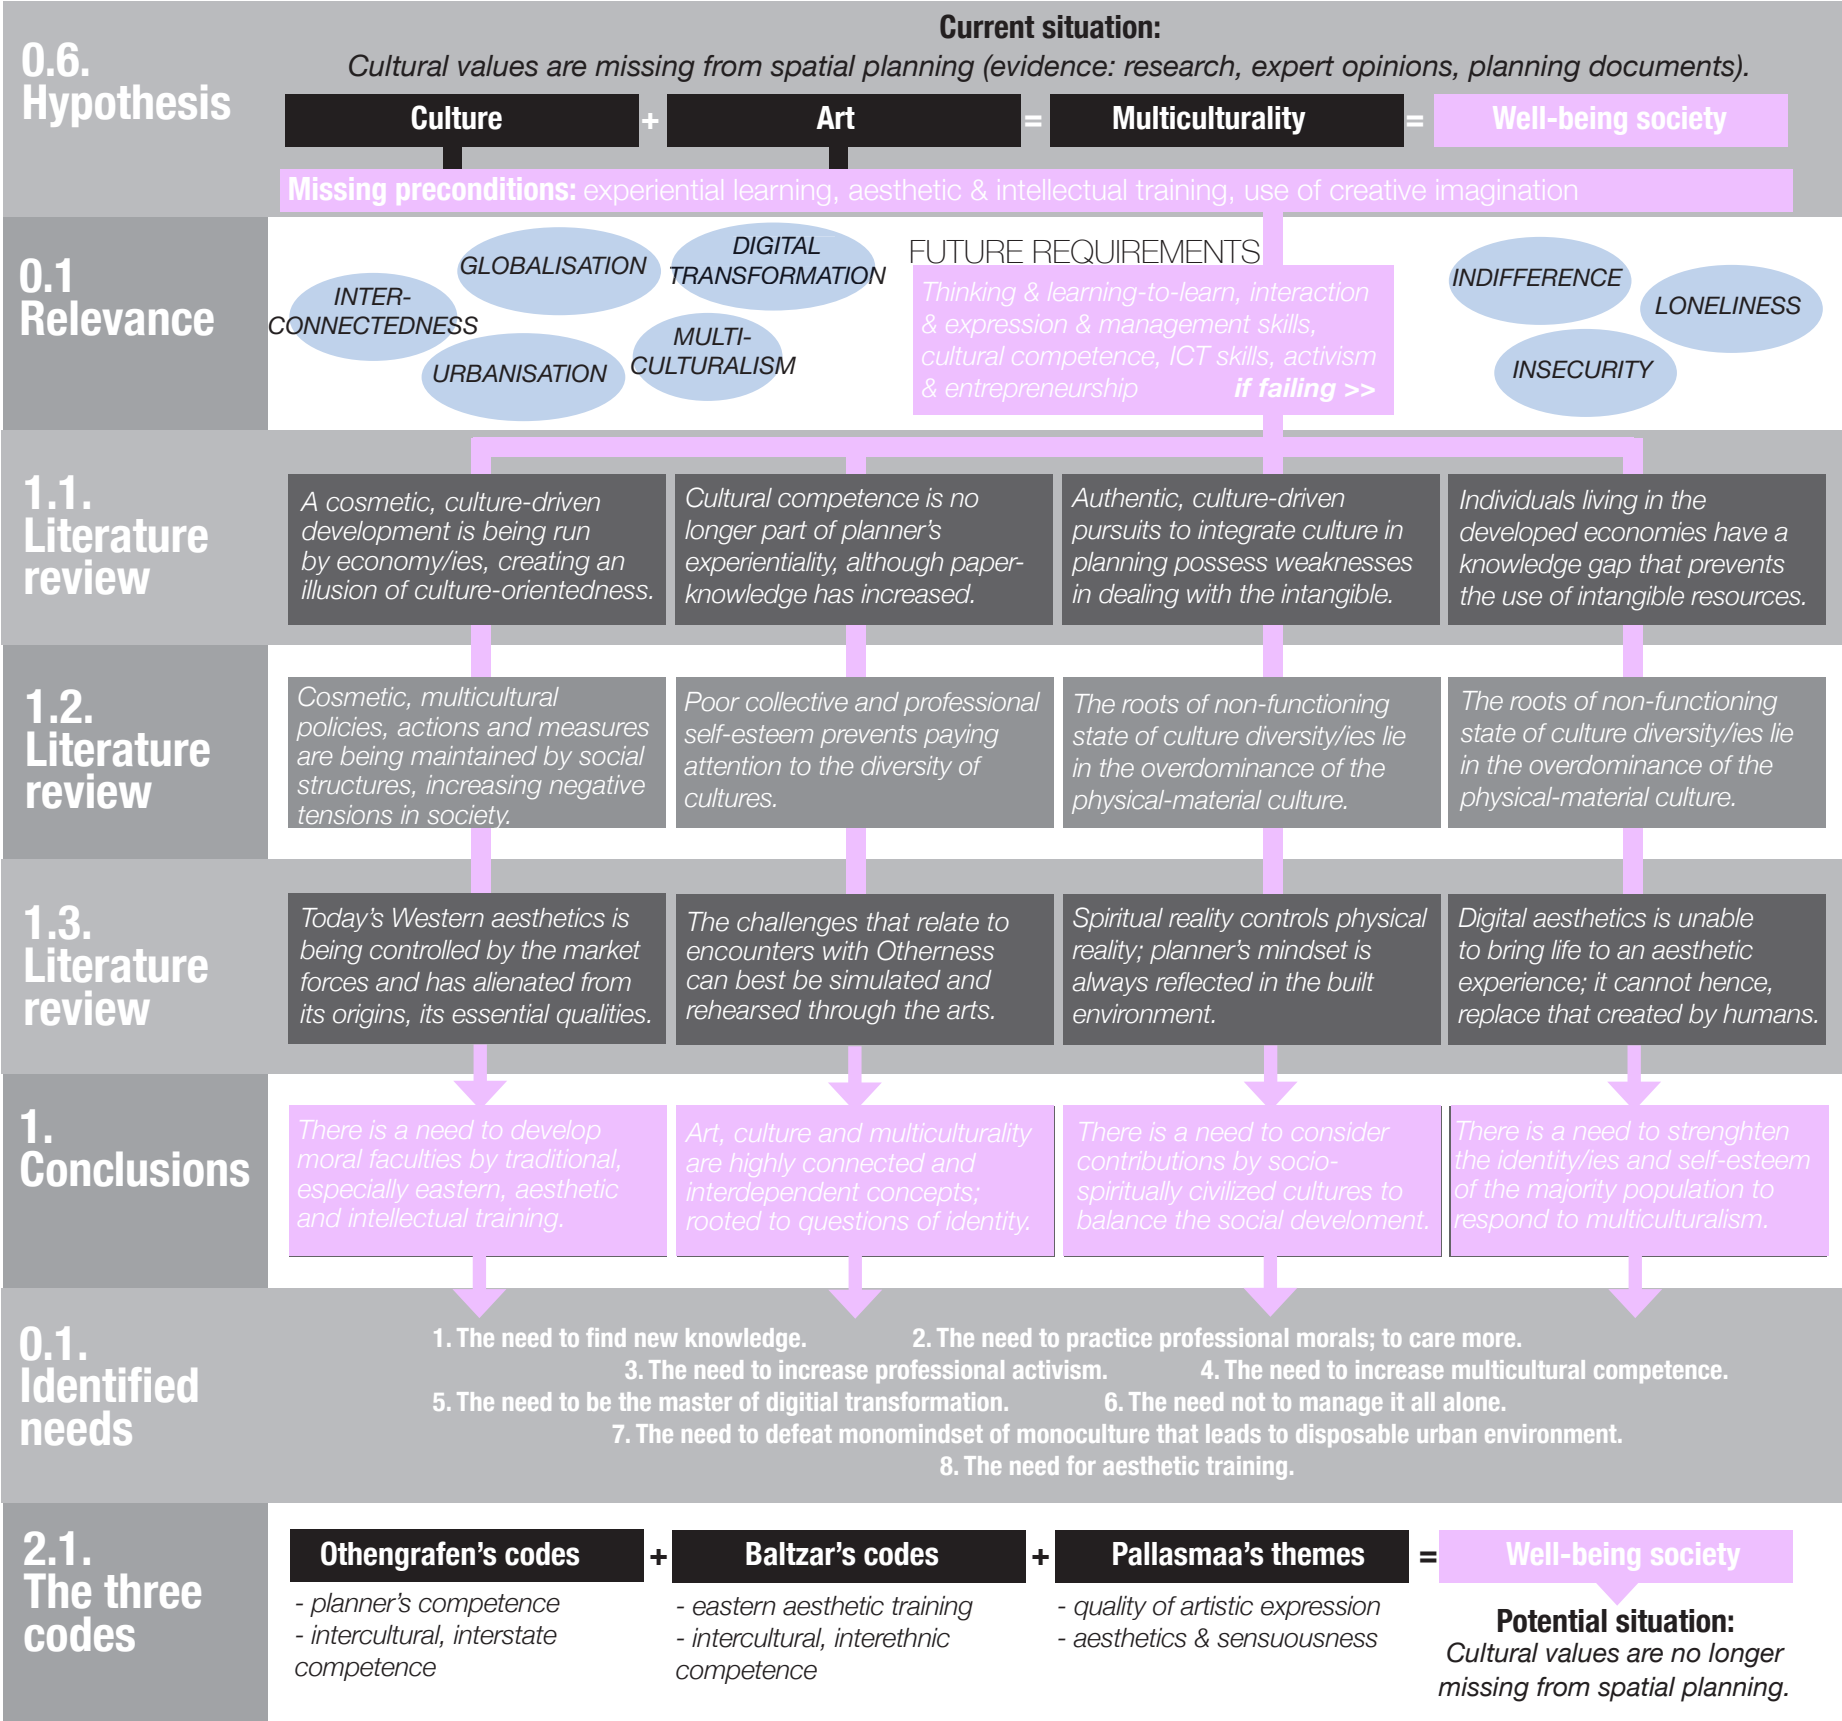 0.6.
Hypothesis
Current situation:
Cultural values are missing from spatial planning (evidence: research, expert opinions, planning documents).
Culture + Art = Multiculturality = Well-being society
Missing preconditions: experiential learning, aesthetic & intellectual training, use of creative imagination
0.1
Relevance
INTER-
CONNECTEDNESS
GLOBALISATION
URBANISATION
DIGITAL
TRANSFORMATION
MULTI-
CULTURALISM
FUTURE REQUIREMENTS
Thinking & learning-to-learn, interaction
& expression & management skills,
cultural competence, ICT skills, activism
& entrepreneurship if failing >>
INDIFFERENCE
LONELINESS
INSECURITY
1.1.
Literature
review
A cosmetic, culture-driven
development is being run
by economy/ies, creating an
illusion of culture-orientedness.
Cultural competence is no
longer part of planner's
experientiality, although paper-
knowledge has increased.
Authentic, culture-driven
pursuits to integrate culture in
planning possess weaknesses
in dealing with the intangible.
Individuals living in the
developed economies have a
knowledge gap that prevents
the use of intangible resources.
1.2.
Literature
review
Cosmetic, multicultural
policies, actions and measures
are being maintained by social
structures, increasing negative
tensions in society.
Poor collective and professional
self-esteem prevents paying
attention to the diversity of
cultures.
The roots of non-functioning
state of culture diversity/ies lie
in the overdominance of the
physical-material culture.
The roots of non-functioning
state of culture diversity/ies lie
in the overdominance of the
physical-material culture.
1.3.
Literature
review
Today's Western aesthetics is
being controlled by the market
forces and has alienated from
its origins, its essential qualities.
The challenges that relate to
encounters with Otherness
can best be simulated and
rehearsed through the arts.
Spiritual reality controls physical
reality; planner's mindset is
always reflected in the built
environment.
Digital aesthetics is unable
to bring life to an aesthetic
experience; it cannot hence,
replace that created by humans.
1.
Conclusions
There is a need to develop
moral faculties by traditional,
especially eastern, aesthetic
and intellectual training.
Art, culture and multiculturality
are highly connected and
interdependent concepts;
rooted to questions of identity.
There is a need to consider
contributions by socio-
spiritually civilized cultures to
balance the social develoment.
There is a need to strenghten
the identity/ies and self-esteem
of the majority population to
respond to multiculturalism.
0.1.
Identified
needs
1. The need to find new knowledge. 2. The need to practice professional morals; to care more.
3. The need to increase professional activism. 4. The need to increase multicultural competence.
5. The need to be the master of digitial transformation. 6. The need not to manage it all alone.
7. The need to defeat monomindset of monoculture that leads to disposable urban environment.
8. The need for aesthetic training.
2.1.
The three
codes
Othengrafen's codes + Baltzar's codes + Pallasmaa's themes = Well-being society
- planner's competence
- intercultural, interstate
competence
- eastern aesthetic training
- intercultural, interethnic
competence
- quality of artistic expression
- aesthetics & sensuousness
Potential situation:
Cultural values are no longer
missing from spatial planning.